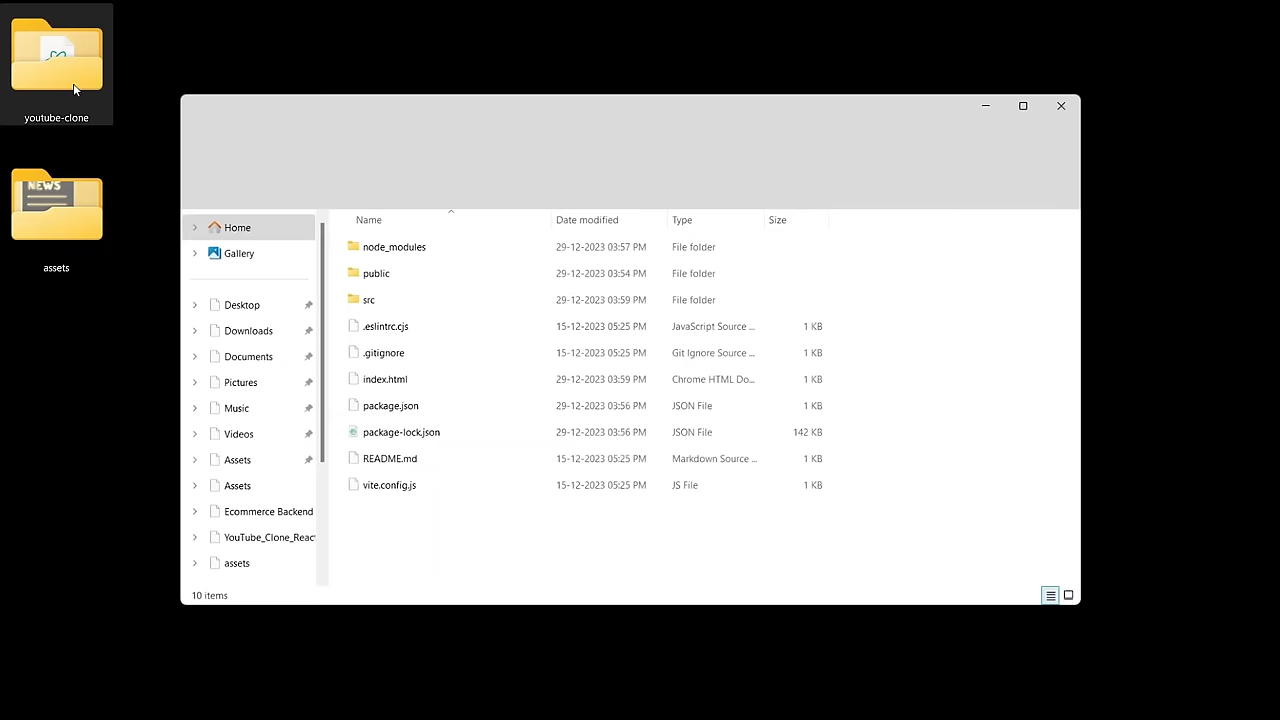 youtube-clone
NEWS
assets
Home
Gallery
Desktop
Downloads
Documents
Pictures
Music
Videos
Assets
Assets
Ecommerce Backend
YouTube_Clone_Reac
assets
Name Date modified Type Size
node_modules 29-12-2023 03:57 PM File folder
public 29-12-2023 03:54 PM File folder
src 29-12-2023 03:59 PM File folder
.eslintrc.cjs 15-12-2023 05:25 PM JavaScript Source ... 1 KB
.gitignore 15-12-2023 05:25 PM Git Ignore Source ... 1 KB
index.html 29-12-2023 03:59 PM Chrome HTML Do... 1 KB
package.json 29-12-2023 03:56 PM JSON File 1 KB
package-lock.json 29-12-2023 03:56 PM JSON File 142 KB
README.md 15-12-2023 05:25 PM Markdown Source ... 1 KB
vite.config.js 15-12-2023 05:25 PM JS File 1 KB
10 items